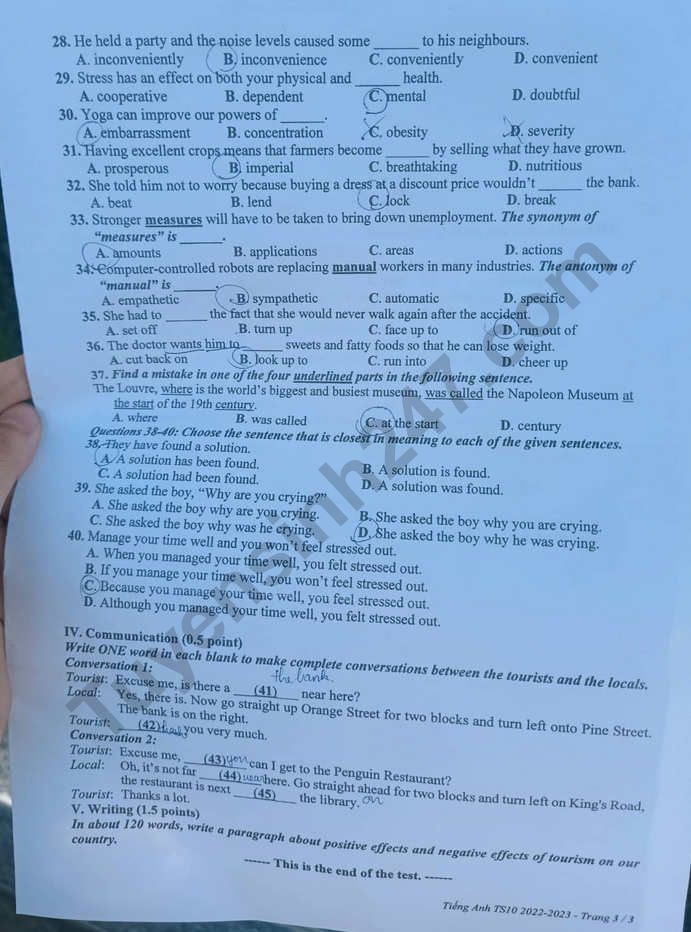 28. He held a party and the noise levels caused some ______ to his neighbours.
A. inconveniently B. inconvenience C. conveniently D. convenient
29. Stress has an effect on both your physical and ______ health.
A. cooperative B. dependent C. mental D. doubtful
30. Yoga can improve our powers of ______.
A. embarrassment B. concentration C. obesity D. severity
31. Having excellent crops means that farmers become ______ by selling what they have grown.
A. prosperous B. imperial C. breathtaking D. nutritious
32. She told him not to worry because buying a dress at a discount price wouldn't ______ the bank.
A. beat B. lend C. lock D. break
33. Stronger measures will have to be taken to bring down unemployment. The synonym of
"measures" is ______.
A. amounts B. applications C. areas D. actions
34. Computer-controlled robots are replacing manual workers in many industries. The antonym of
"manual" is ______.
A. empathetic B. sympathetic C. automatic D. specific
35. She had to ______ the fact that she would never walk again after the accident.
A. set off B. turn up C. face up to D. run out of
36. The doctor wants him to ______ sweets and fatty foods so that he can lose weight.
A. cut back on B. look up to C. run into D. cheer up
37. Find a mistake in one of the four underlined parts in the following sentence.
The Louvre, where is the world's biggest and busiest museum, was called the Napoleon Museum at
the start of the 19th century.
A. where B. was called C. at the start D. century
Questions 38-40: Choose the sentence that is closest in meaning to each of the given sentences.
38. They have found a solution.
A. A solution has been found. B. A solution is found.
C. A solution had been found. D. A solution was found.
39. She asked the boy, "Why are you crying?"
A. She asked the boy why are you crying. B. She asked the boy why you are crying.
C. She asked the boy why was he crying. D. She asked the boy why he was crying.
40. Manage your time well and you won't feel stressed out.
A. When you managed your time well, you felt stressed out.
B. If you manage your time well, you won't feel stressed out.
C. Because you manage your time well, you feel stressed out.
D. Although you managed your time well, you felt stressed out.
IV. Communication (0.5 point)
Write ONE word in each blank to make complete conversations between the tourists and the locals.
Conversation 1:
the bank.
Tourist: Excuse me, is there a ___(41)___ near here?
Local: Yes, there is. Now go straight up Orange Street for two blocks and turn left onto Pine Street.
The bank is on the right.
Tourist: ___(42) thank you very much.
Conversation 2:
Tourist: Excuse me, ___(43) you can I get to the Penguin Restaurant?
Local: Oh, it's not far ___(44) near here. Go straight ahead for two blocks and turn left on King's Road,
the restaurant is next ___(45)___ the library. on
Tourist: Thanks a lot.
V. Writing (1.5 points)
In about 120 words, write a paragraph about positive effects and negative effects of tourism on our
country.
------ This is the end of the test. ------
Tiếng Anh TS10 2022-2023 - Trang 3 / 3
Tuyensinh247.com